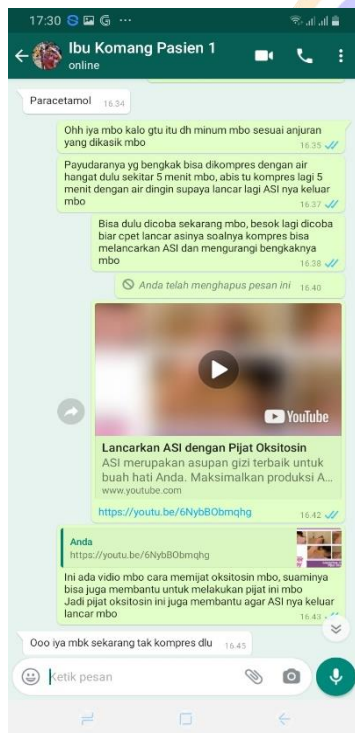 17:30
Ibu Komang Pasien 1
online
Paracetamol 16.34
Ohh iya mbo kalo gtu itu dh minum mbo sesuai anjuran
yang dikasik mbo 16.35
Payudaranya yg bengkak bisa dikompres dengan air
hangat dulu sekitar 5 menit mbo, abis tu kompres lagi 5
menit dengan air dingin supaya lancar lagi ASI nya keluar
mbo 16.37
Bisa dulu dicoba sekarang mbo, besok lagi dicoba
biar cpet lancar asinya soalnya kompres bisa
melancarkan ASI dan mengurangi bengkaknya
mbo 16.38
Anda telah menghapus pesan ini 16.40
YouTube
Lancarkan ASI dengan Pijat Oksitosin
ASI merupakan asupan gizi terbaik untuk
buah hati Anda. Maksimalkan produksi A...
www.youtube.com
https://youtu.be/6NybBObmqhg 16.42
Anda
https://youtu.be/6NybBObmqhg
Ini ada vidio mbo cara memijat oksitosin mbo, suaminya
bisa juga membantu untuk melakukan pijat ini mbo
Jadi pijat oksitosin ini juga membantu agar ASI nya keluar
lancar mbo 16.43
Ooo iya mbk sekarang tak kompres dlu 16.45
Ketik pesan